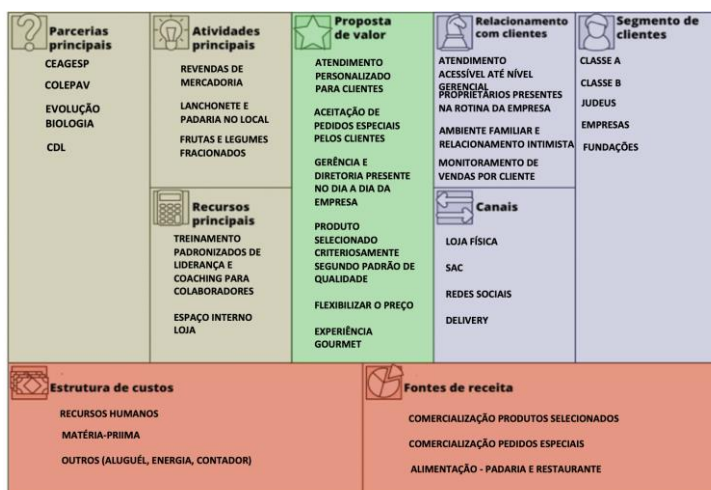 Parcerias
principais
CEAGESP
COLEPAV
EVOLUÇÃO
BIOLOGIA
CDL
Atividades
principais
REVENDAS DE
MERCADORIA
LANCHONETE E
PADARIA NO LOCAL
FRUTAS E LEGUMES
FRACIONADOS
Recursos
principais
TREINAMENTO
PADRONIZADOS DE
LIDERANÇA E
COACHING PARA
COLABORADORES
ESPAÇO INTERNO
LOJA
Proposta
de valor
ATENDIMENTO
PERSONALIZADO
PARA CLIENTES
ACEITAÇÃO DE
PEDIDOS ESPECIAIS
PELOS CLIENTES
GERÊNCIA E
DIRETORIA PRESENTE
NO DIA A DIA DA
EMPRESA
PRODUTO
SELECIONADO
CRITERIOSAMENTE
SEGUNDO PADRÃO DE
QUALIDADE
FLEXIBILIZAR O PREÇO
EXPERIÊNCIA
GOURMET
Relacionamento
com clientes
ATENDIMENTO
ACESSÍVEL ATÉ NÍVEL
GERENCIAL
PROPRIETÁRIOS PRESENTES
NA ROTINA DA EMPRESA
AMBIENTE FAMILIAR E
RELACIONAMENTO INTIMISTA
MONITORAMENTO DE
VENDAS POR CLIENTE
Canais
LOJA FÍSICA
SAC
REDES SOCIAIS
DELIVERY
Segmento de
clientes
CLASSE A
CLASSE B
JUDEUS
EMPRESAS
FUNDAÇÕES
Estrutura de custos
RECURSOS HUMANOS
MATÉRIA-PRIIMA
OUTROS (ALUGUÉL, ENERGIA, CONTADOR)
Fontes de receita
COMERCIALIZAÇÃO PRODUTOS SELECIONADOS
COMERCIALIZAÇÃO PEDIDOS ESPECIAIS
ALIMENTAÇÃO - PADARIA E RESTAURANTE